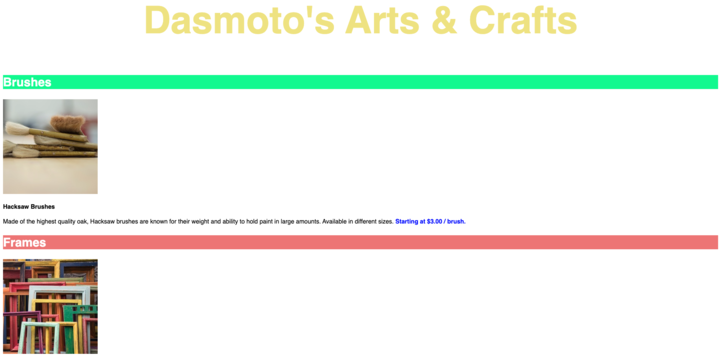 Dasmoto's Arts & Crafts
Brushes
Hacksaw Brushes
Made of the highest quality oak, Hacksaw brushes are known for their weight and ability to hold paint in large amounts. Available in different sizes. Starting at $3.00 / brush.
Frames